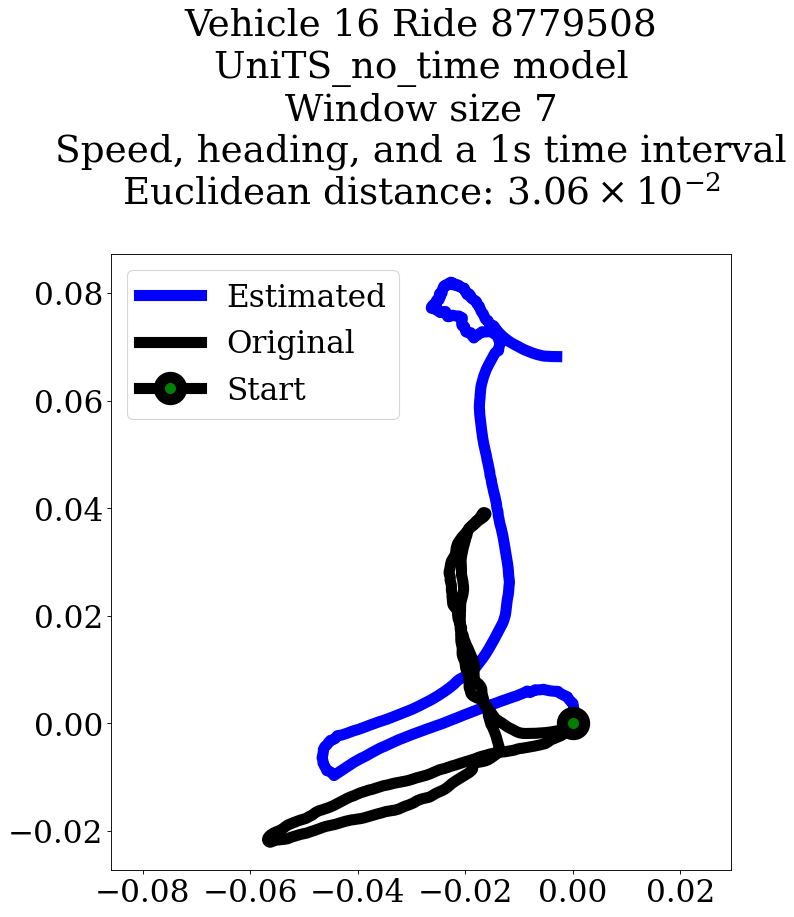 Vehicle 16 Ride 8779508
UniTS_no_time model
Window size 7
Speed, heading, and a 1s time interval
Euclidean distance: 3.06 × 10⁻²
Estimated
Original
Start
0.08
0.06
0.04
0.02
0.00
−0.02
−0.08 −0.06 −0.04 −0.02 0.00 0.02